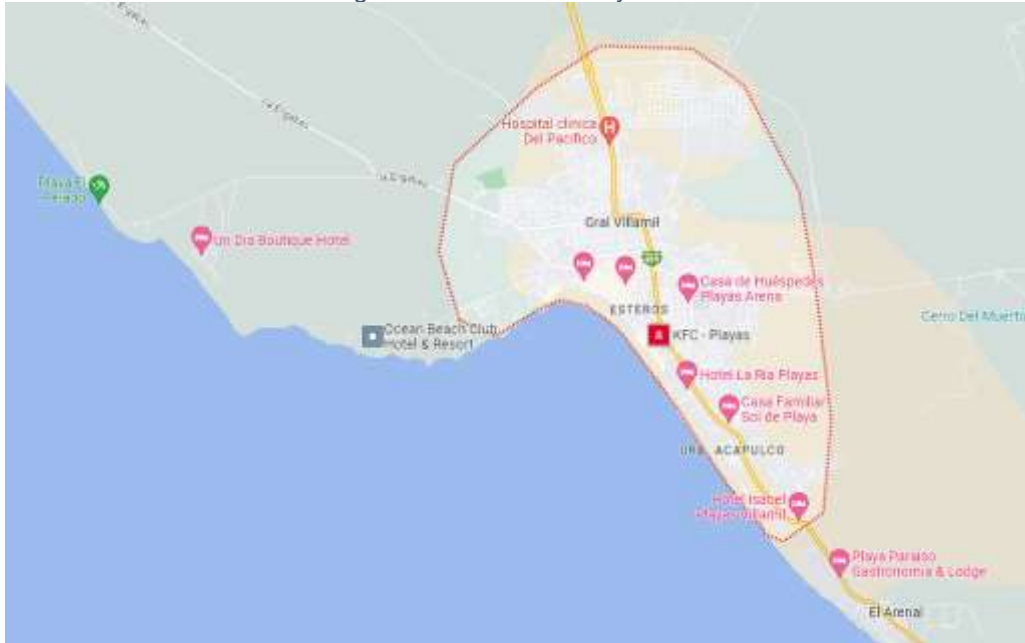 Hospital clinica
Del Pacífico
Gral Villamil
Un Dia Boutique Hotel
Casa de Huéspedes
Playas Arena
ESTEROS
Cerro Del Muerto
Ocean Beach Club
Hotel & Resort
KFC - Playas
Hotel La Ria Playas
Casa Familiar
Sol de Playa
URB. ACAPULCO
Hotel Isabel
Playas Villamil
Playa Paraiso
Gastronomia & Lodge
El Arenal